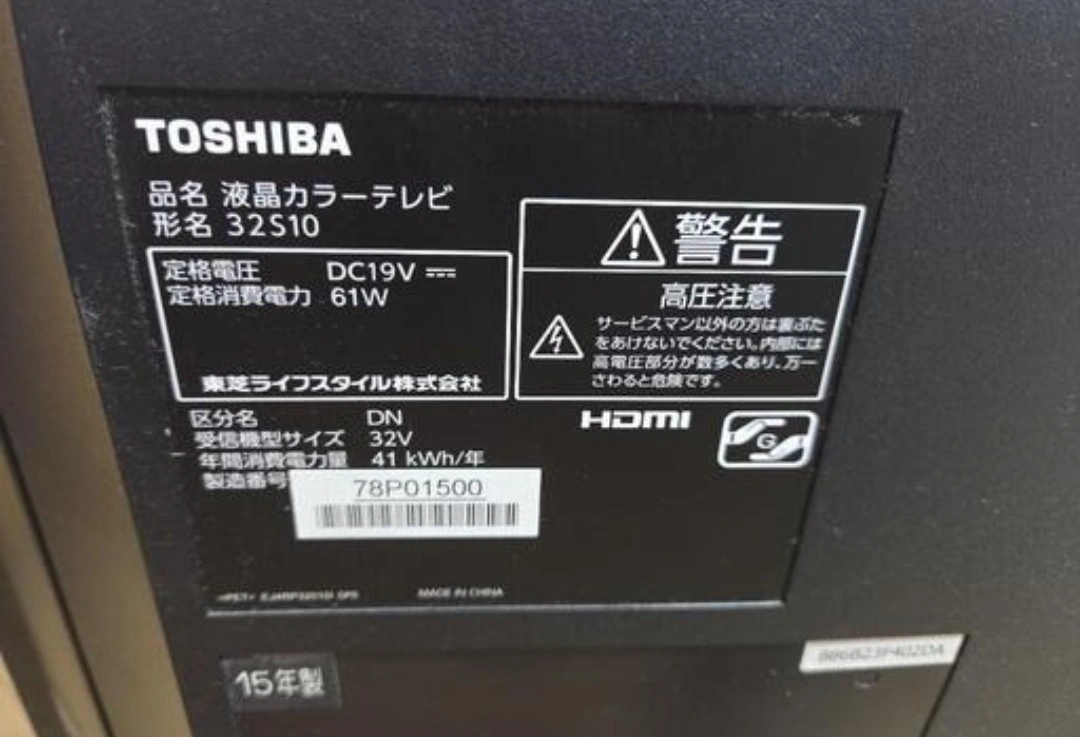 TOSHIBA
品名 液晶カラーテレビ
形名 32S10
定格電圧 DC19V ⎓
定格消費電力 61W
東芝ライフスタイル株式会社
警告
高圧注意
サービスマン以外の方は裏ぶた
をあけないでください。内部には
高電圧部分が数多くあり、万一
さわると危険です。
区分名 DN
受信機型サイズ 32V
年間消費電力量 41 kWh/年
製造番号
78P01500
HDMI
G
MADE IN CHINA
15年製